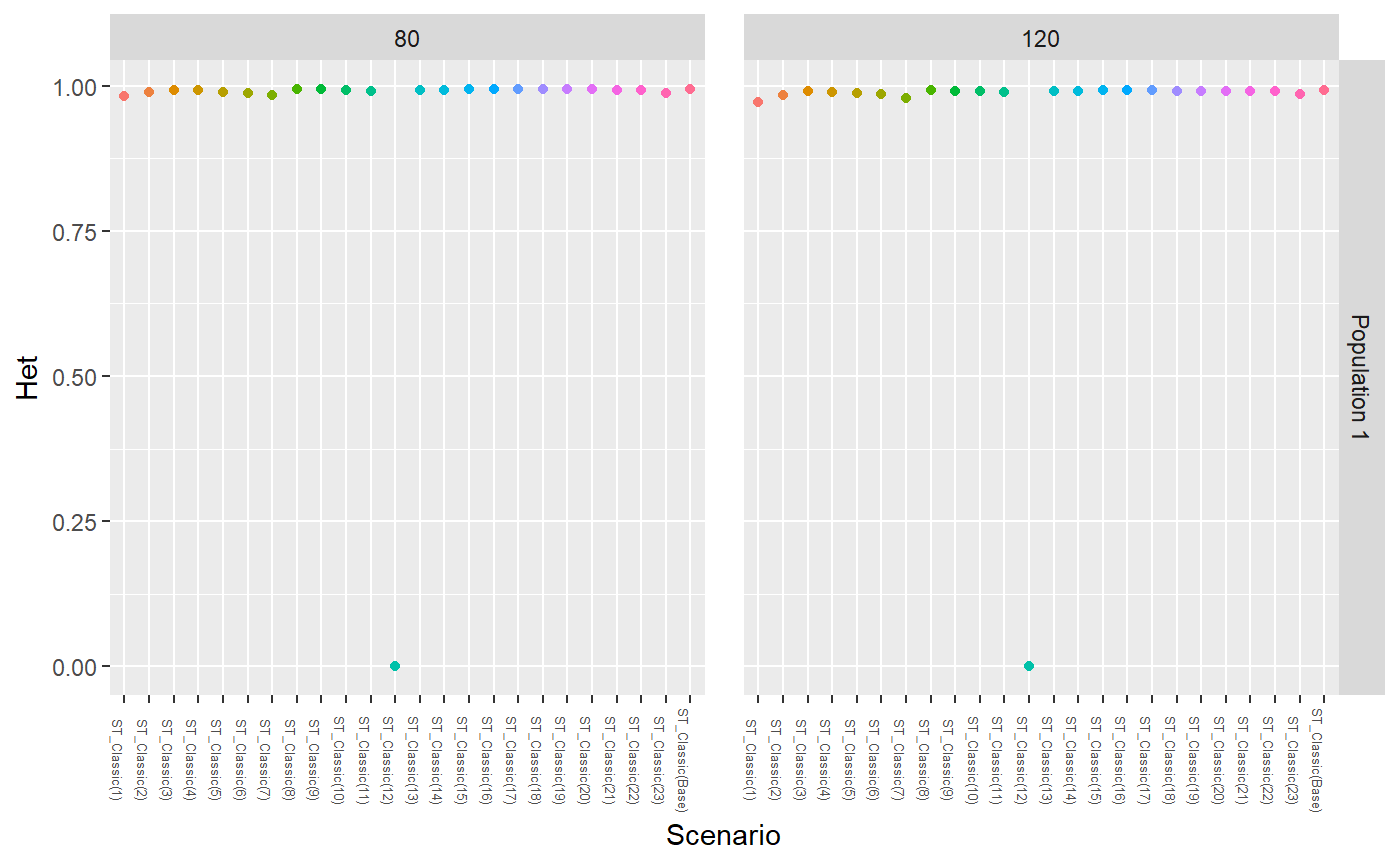 80
120
1.00
0.75
0.50
0.25
0.00
Het
Population 1
ST_Classic(1)
ST_Classic(2)
ST_Classic(3)
ST_Classic(4)
ST_Classic(5)
ST_Classic(6)
ST_Classic(7)
ST_Classic(8)
ST_Classic(9)
ST_Classic(10)
ST_Classic(11)
ST_Classic(12)
ST_Classic(13)
ST_Classic(14)
ST_Classic(15)
ST_Classic(16)
ST_Classic(17)
ST_Classic(18)
ST_Classic(19)
ST_Classic(20)
ST_Classic(21)
ST_Classic(22)
ST_Classic(23)
ST_Classic(Base)
ST_Classic(1)
ST_Classic(2)
ST_Classic(3)
ST_Classic(4)
ST_Classic(5)
ST_Classic(6)
ST_Classic(7)
ST_Classic(8)
ST_Classic(9)
ST_Classic(10)
ST_Classic(11)
ST_Classic(12)
ST_Classic(13)
ST_Classic(14)
ST_Classic(15)
ST_Classic(16)
ST_Classic(17)
ST_Classic(18)
ST_Classic(19)
ST_Classic(20)
ST_Classic(21)
ST_Classic(22)
ST_Classic(23)
ST_Classic(Base)
Scenario